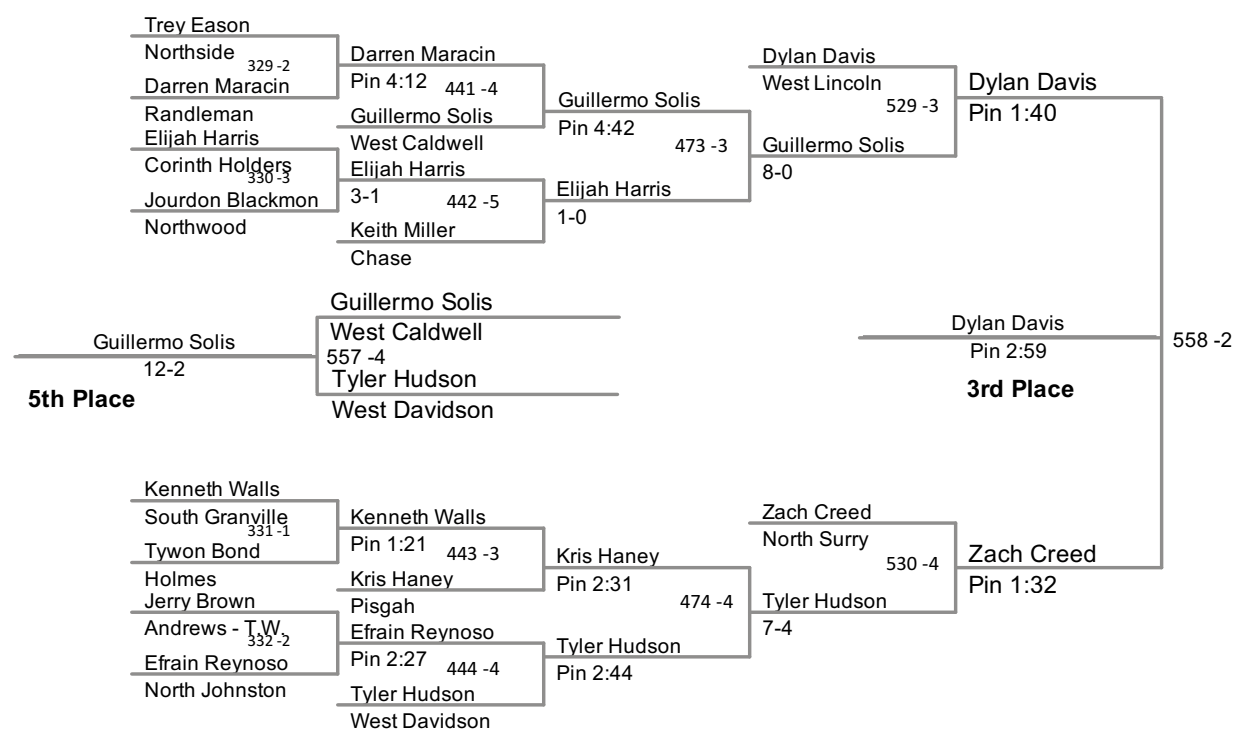 Trey Eason
Northside
329 -2
Darren Maracin
Randleman
Elijah Harris
Corinth Holders
330 -3
Jourdon Blackmon
Northwood
Darren Maracin
Pin 4:12
441 -4
Guillermo Solis
West Caldwell
Elijah Harris
3-1
442 -5
Keith Miller
Chase
Guillermo Solis
Pin 4:42
473 -3
Elijah Harris
1-0
Dylan Davis
West Lincoln
529 -3
Guillermo Solis
8-0
Dylan Davis
Pin 1:40
Guillermo Solis
West Caldwell
557 -4
Tyler Hudson
West Davidson
Guillermo Solis
12-2
5th Place
Dylan Davis
Pin 2:59
3rd Place
558 -2
Kenneth Walls
South Granville
331 -1
Tywon Bond
Holmes
Jerry Brown
Andrews - T.W.
332 -2
Efrain Reynoso
North Johnston
Kenneth Walls
Pin 1:21
443 -3
Kris Haney
Pisgah
Efrain Reynoso
Pin 2:27
444 -4
Tyler Hudson
West Davidson
Kris Haney
Pin 2:31
474 -4
Tyler Hudson
Pin 2:44
Zach Creed
North Surry
530 -4
Tyler Hudson
7-4
Zach Creed
Pin 1:32